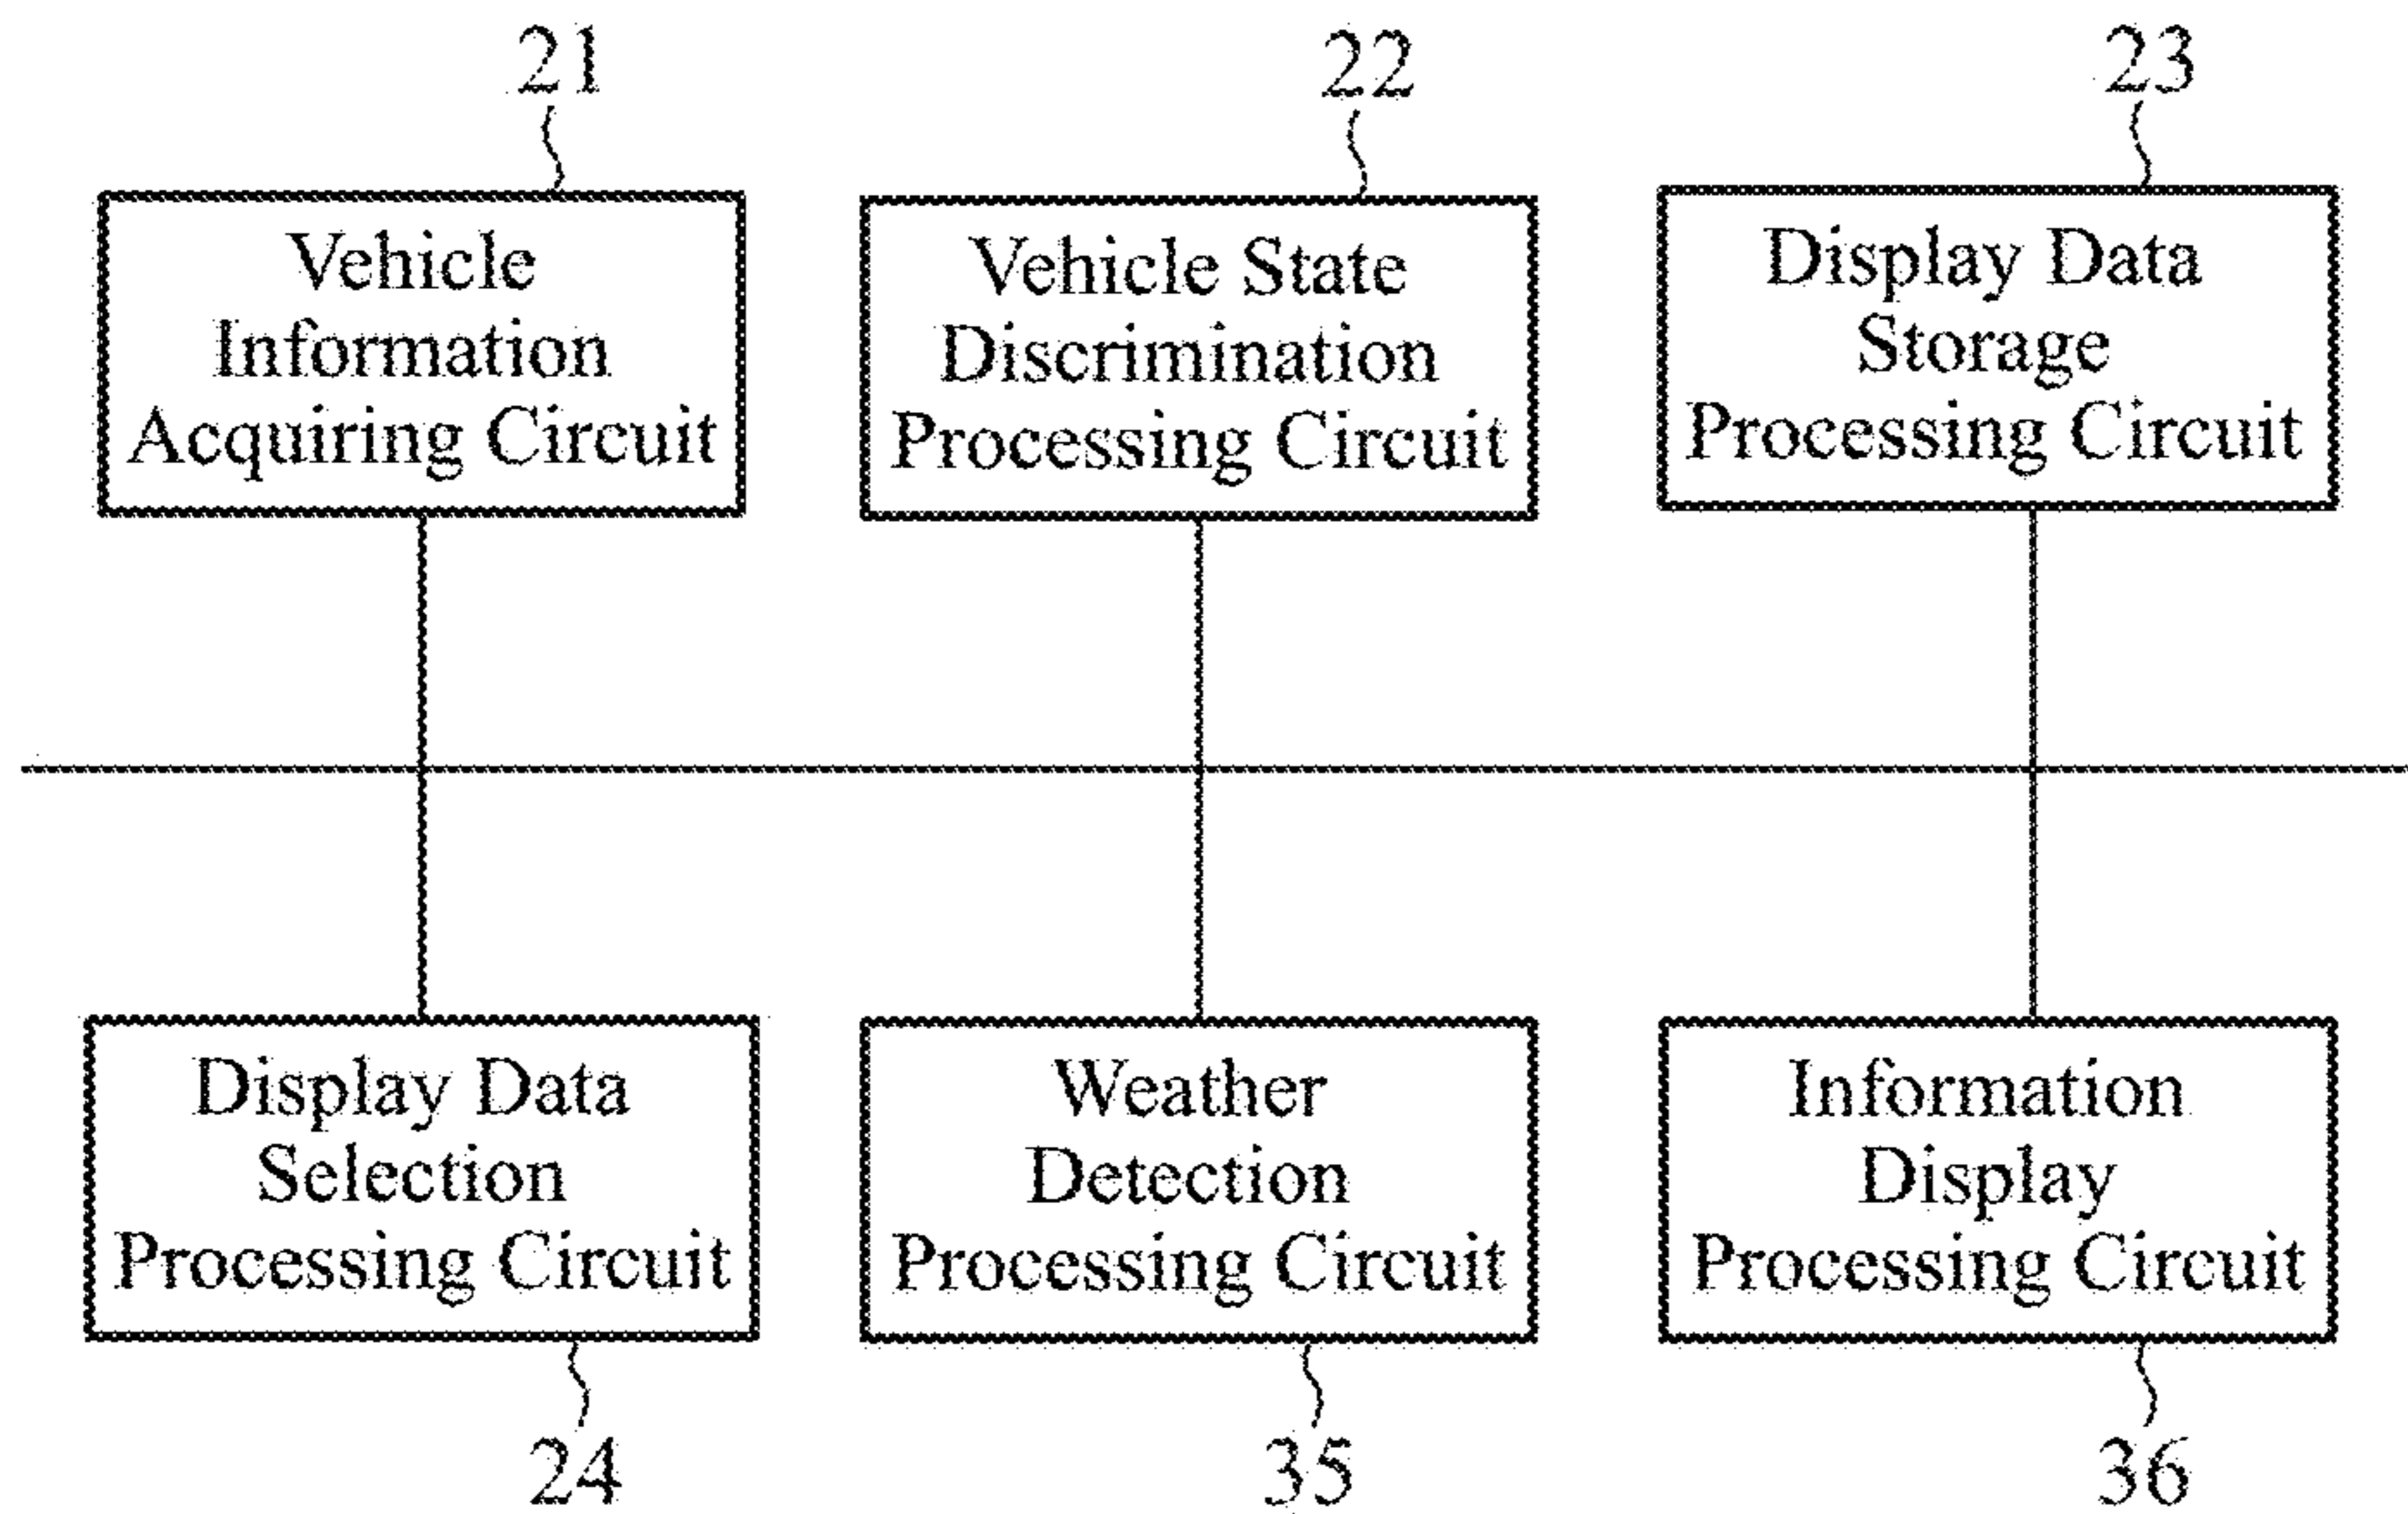 21
Vehicle
Information
Acquiring Circuit
22
Vehicle State
Discrimination
Processing Circuit
23
Display Data
Storage
Processing Circuit
Display Data
Selection
Processing Circuit
24
Weather
Detection
Processing Circuit
35
Information
Display
Processing Circuit
36